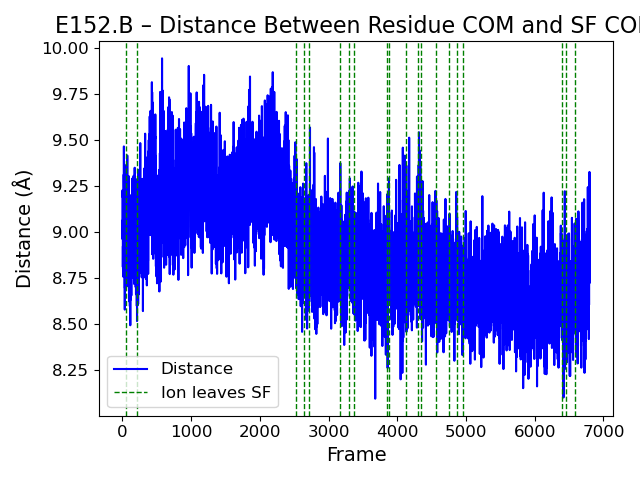 E152.B – Distance Between Residue COM and SF CO
10.00
9.75
9.50
9.25
9.00
8.75
8.50
8.25
Distance (Å)
Distance
Ion leaves SF
0 1000 2000 3000 4000 5000 6000 7000
Frame